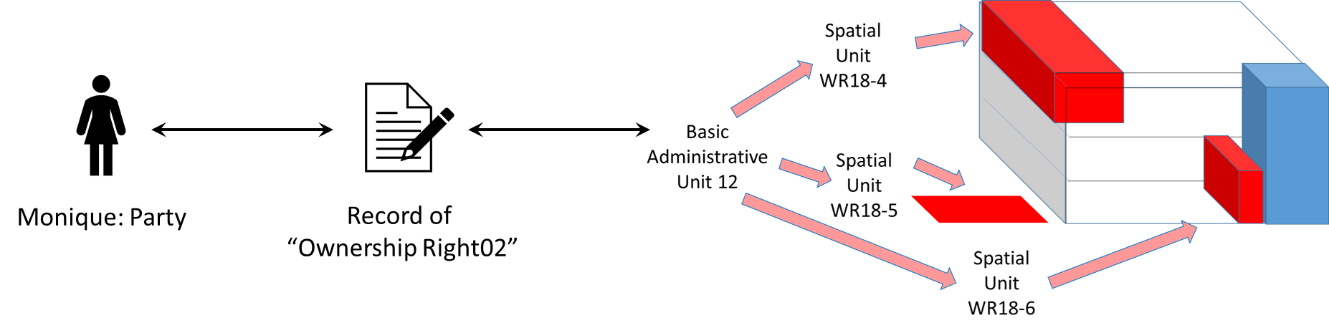 Monique: Party
Record of
“Ownership Right02”
Basic
Administrative
Unit 12
Spatial
Unit
WR18-4
Spatial
Unit
WR18-5
Spatial
Unit
WR18-6